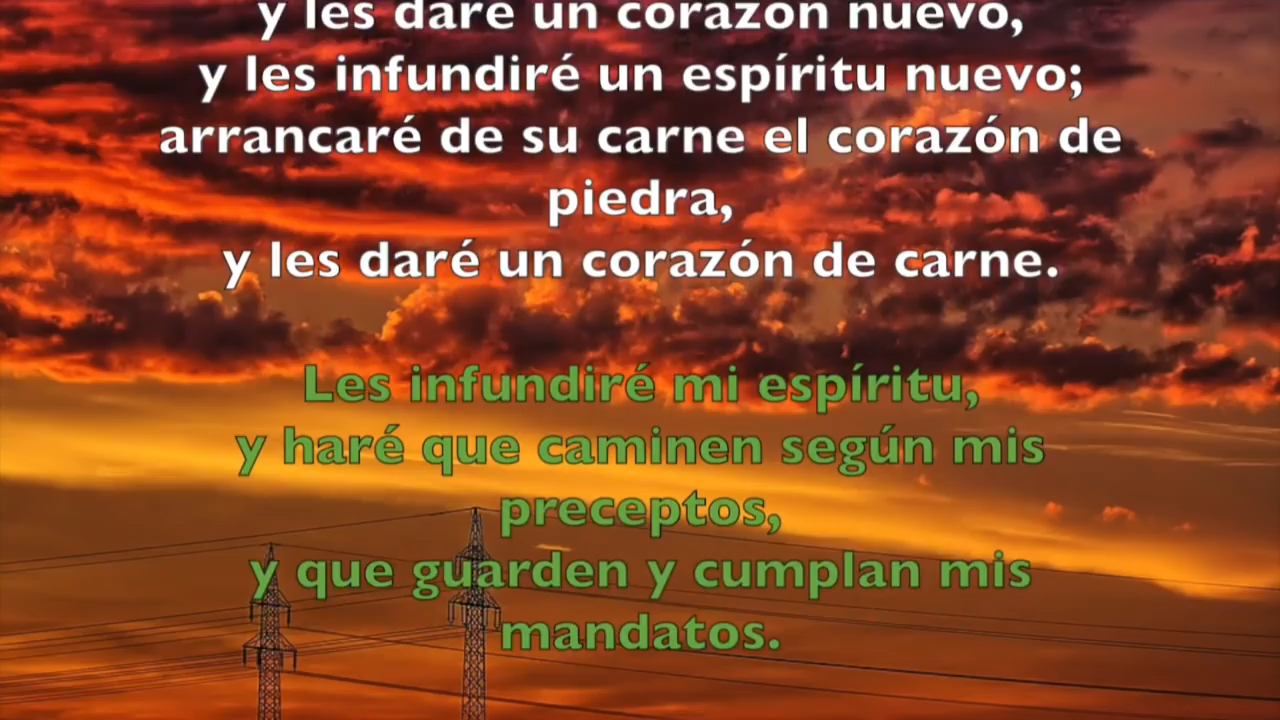 y les daré un corazón nuevo,
y les infundiré un espíritu nuevo;
arrancaré de su carne el corazón de
piedra,
y les daré un corazón de carne.
Les infundiré mi espíritu,
y haré que caminen según mis
preceptos,
y que guarden y cumplan mis
mandatos.